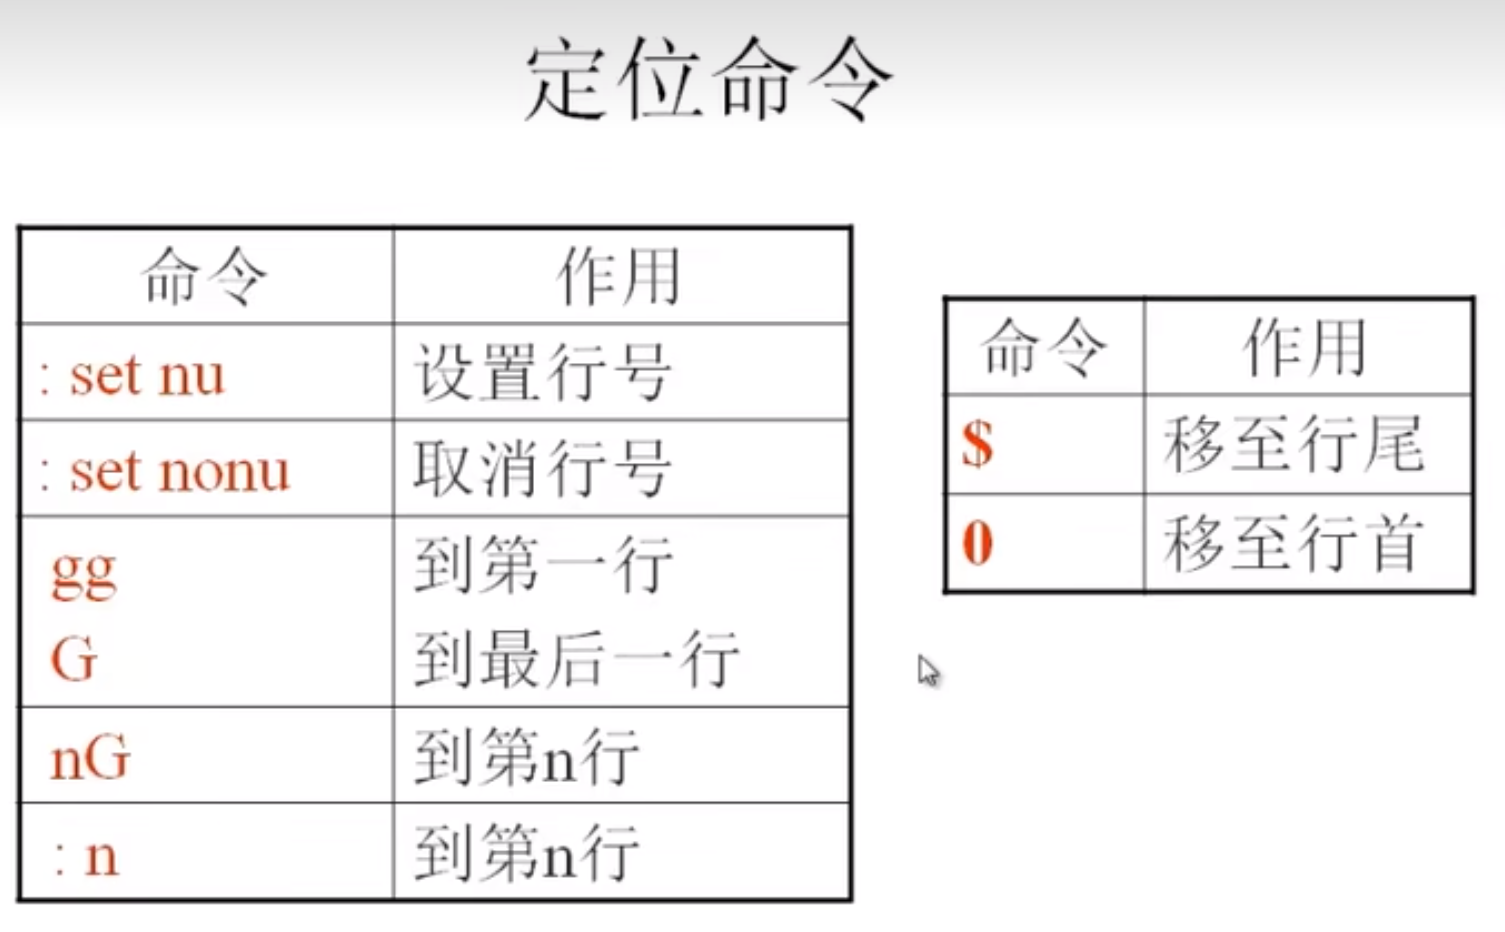 定位命令
命令 作用
: set nu 设置行号
: set nonu 取消行号
gg 到第一行
G 到最后一行
nG 到第n行
: n 到第n行
命令 作用
$ 移至行尾
0 移至行首